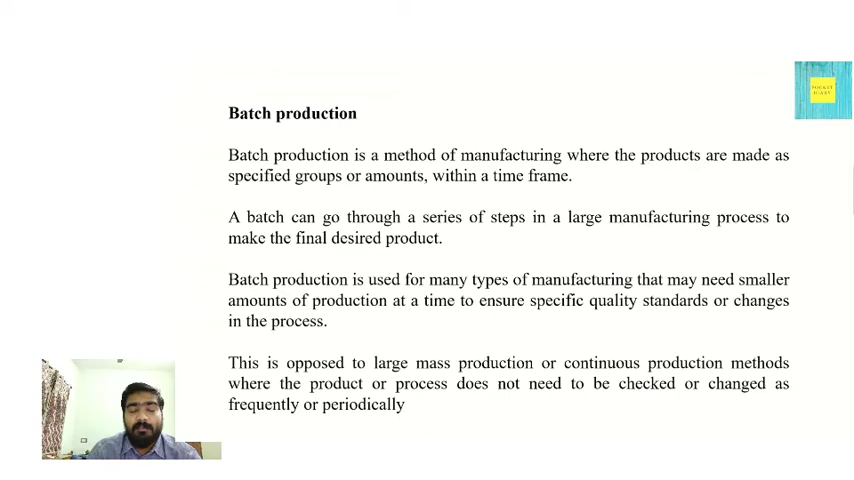 POCKET
DIARY
Batch production
Batch production is a method of manufacturing where the products are made as
specified groups or amounts, within a time frame.
A batch can go through a series of steps in a large manufacturing process to
make the final desired product.
Batch production is used for many types of manufacturing that may need smaller
amounts of production at a time to ensure specific quality standards or changes
in the process.
This is opposed to large mass production or continuous production methods
where the product or process does not need to be checked or changed as
frequently or periodically